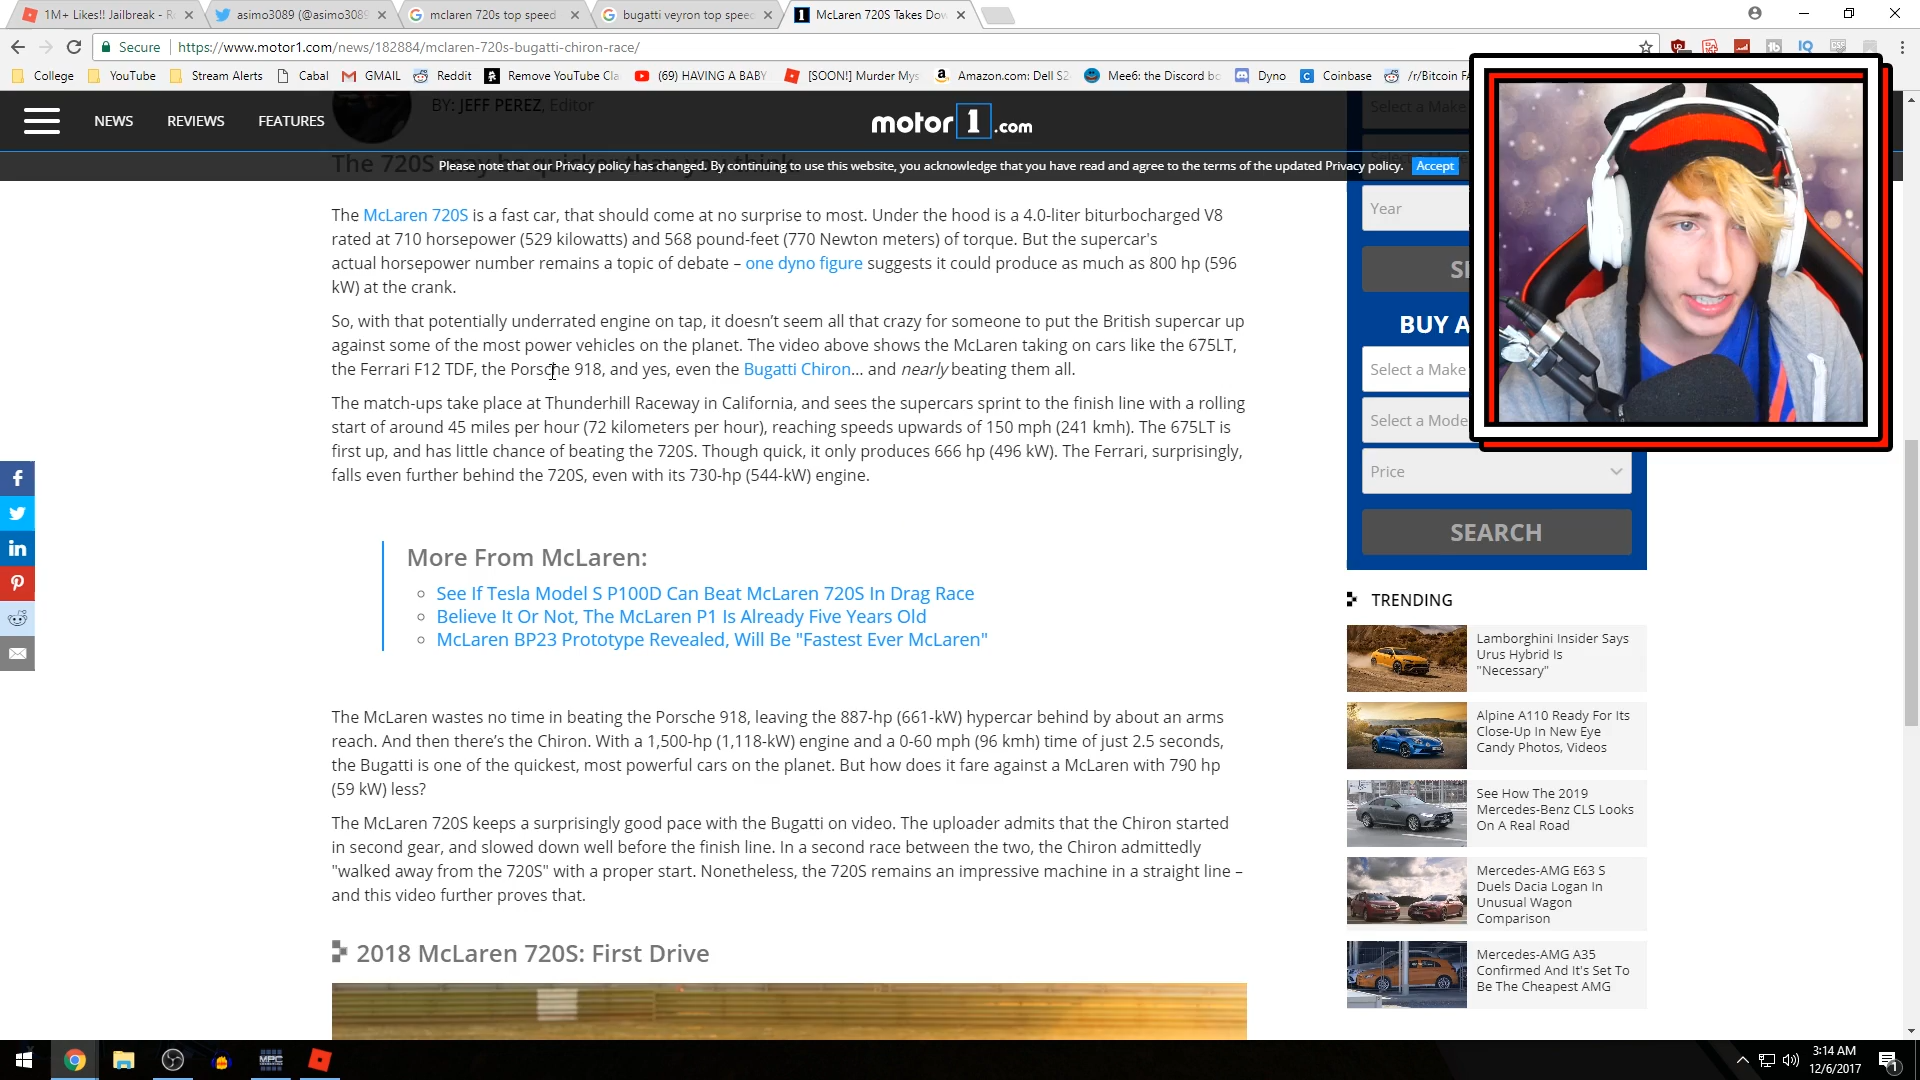 1M+ Likes!! Jailbreak - R
asimo3089 (@asimo3089
mclaren 720s top speed
bugatti veyron top speed
McLaren 720S Takes Dow
Secure
https://www.motor1.com/news/182884/mclaren-720s-bugatti-chiron-race/
College
YouTube
Stream Alerts
Cabal
GMAIL
Reddit
Remove YouTube Cla
(69) HAVING A BABY
[SOON!] Murder Mys
Amazon.com: Dell S2
Mee6: the Discord bo
Dyno
Coinbase
/r/Bitcoin FA
BY: JEFF PEREZ, Editor
Select a Make
NEWS
REVIEWS
FEATURES
motor1.com
The 720S may be quicker than you think.
Please note that our Privacy policy has changed. By continuing to use this website, you acknowledge that you have read and agree to the terms of the updated Privacy policy.
Accept
The McLaren 720S is a fast car, that should come at no surprise to most. Under the hood is a 4.0-liter biturbocharged V8
rated at 710 horsepower (529 kilowatts) and 568 pound-feet (770 Newton meters) of torque. But the supercar's
actual horsepower number remains a topic of debate – one dyno figure suggests it could produce as much as 800 hp (596
kW) at the crank.
So, with that potentially underrated engine on tap, it doesn't seem all that crazy for someone to put the British supercar up
against some of the most power vehicles on the planet. The video above shows the McLaren taking on cars like the 675LT,
the Ferrari F12 TDF, the Porsche 918, and yes, even the Bugatti Chiron... and nearly beating them all.
The match-ups take place at Thunderhill Raceway in California, and sees the supercars sprint to the finish line with a rolling
start of around 45 miles per hour (72 kilometers per hour), reaching speeds upwards of 150 mph (241 kmh). The 675LT is
first up, and has little chance of beating the 720S. Though quick, it only produces 666 hp (496 kW). The Ferrari, surprisingly,
falls even further behind the 720S, even with its 730-hp (544-kW) engine.
More From McLaren:
See If Tesla Model S P100D Can Beat McLaren 720S In Drag Race
Believe It Or Not, The McLaren P1 Is Already Five Years Old
McLaren BP23 Prototype Revealed, Will Be "Fastest Ever McLaren"
The McLaren wastes no time in beating the Porsche 918, leaving the 887-hp (661-kW) hypercar behind by about an arms
reach. And then there's the Chiron. With a 1,500-hp (1,118-kW) engine and a 0-60 mph (96 kmh) time of just 2.5 seconds,
the Bugatti is one of the quickest, most powerful cars on the planet. But how does it fare against a McLaren with 790 hp
(59 kW) less?
The McLaren 720S keeps a surprisingly good pace with the Bugatti on video. The uploader admits that the Chiron started
in second gear, and slowed down well before the finish line. In a second race between the two, the Chiron admittedly
"walked away from the 720S" with a proper start. Nonetheless, the 720S remains an impressive machine in a straight line –
and this video further proves that.
2018 McLaren 720S: First Drive
Year
SE
BUY A
Select a Make
Select a Mode
Price
SEARCH
TRENDING
Lamborghini Insider Says
Urus Hybrid Is
"Necessary"
Alpine A110 Ready For Its
Close-Up In New Eye
Candy Photos, Videos
See How The 2019
Mercedes-Benz CLS Looks
On A Real Road
Mercedes-AMG E63 S
Duels Dacia Logan In
Unusual Wagon
Comparison
Mercedes-AMG A35
Confirmed And It's Set To
Be The Cheapest AMG
MPC
3:14 AM
12/6/2017
1